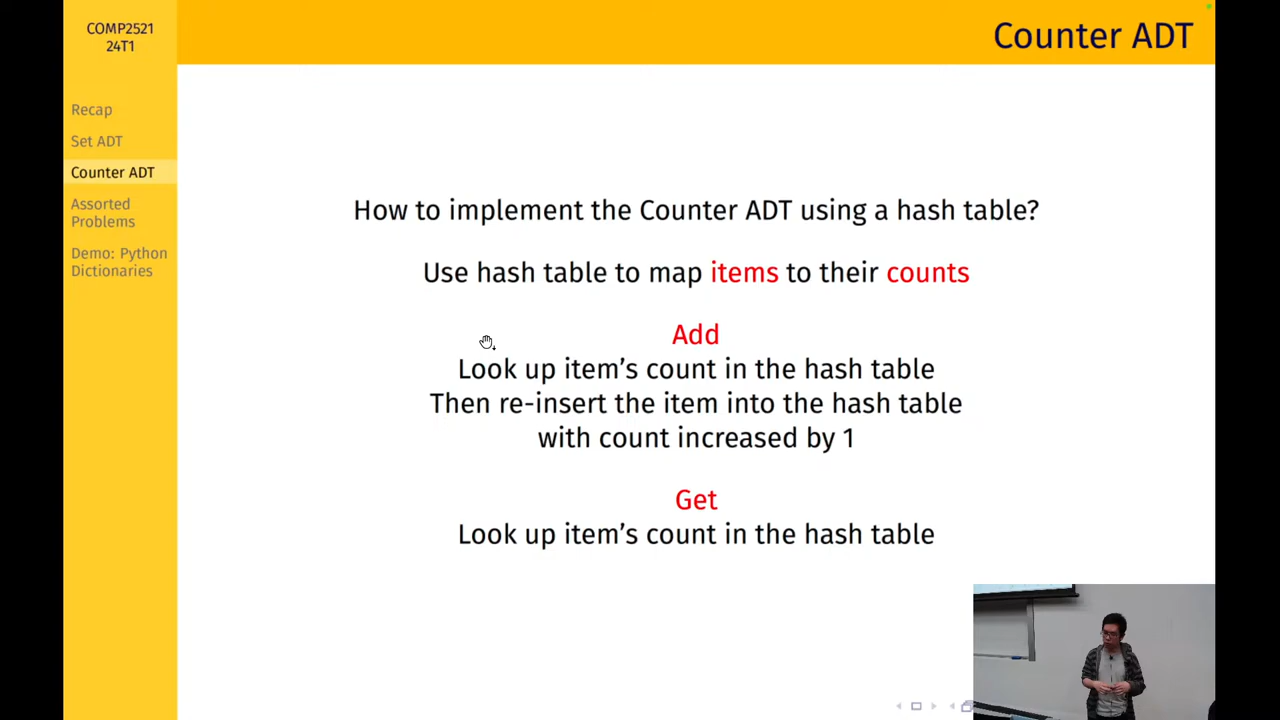 COMP2521
24T1
Counter ADT
Recap
Set ADT
Counter ADT
Assorted
Problems
Demo: Python
Dictionaries
How to implement the Counter ADT using a hash table?
Use hash table to map items to their counts
Add
Look up item’s count in the hash table
Then re-insert the item into the hash table
with count increased by 1
Get
Look up item’s count in the hash table